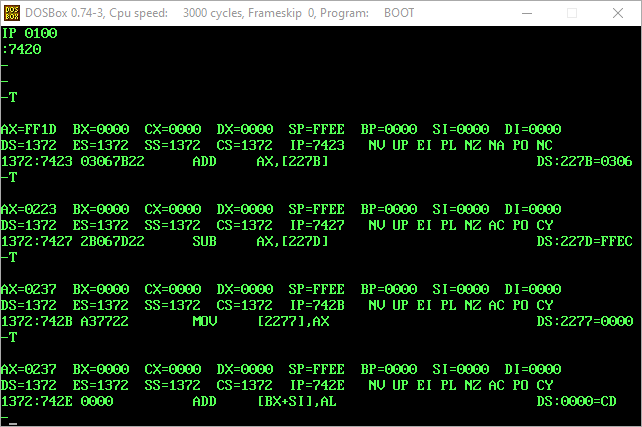 DOSBox 0.74-3, Cpu speed: 3000 cycles, Frameskip 0, Program: BOOT
IP 0100
:7420
-
-
-T
AX=FF1D BX=0000 CX=0000 DX=0000 SP=FFEE BP=0000 SI=0000 DI=0000
DS=1372 ES=1372 SS=1372 CS=1372 IP=7423 NV UP EI PL NZ NA PO NC
1372:7423 03067B22 ADD AX,[227B] DS:227B=0306
-T
AX=0223 BX=0000 CX=0000 DX=0000 SP=FFEE BP=0000 SI=0000 DI=0000
DS=1372 ES=1372 SS=1372 CS=1372 IP=7427 NV UP EI PL NZ AC PO CY
1372:7427 2B067D22 SUB AX,[227D] DS:227D=FFEC
-T
AX=0237 BX=0000 CX=0000 DX=0000 SP=FFEE BP=0000 SI=0000 DI=0000
DS=1372 ES=1372 SS=1372 CS=1372 IP=742B NV UP EI PL NZ AC PO CY
1372:742B A37722 MOV [2277],AX DS:2277=0000
-T
AX=0237 BX=0000 CX=0000 DX=0000 SP=FFEE BP=0000 SI=0000 DI=0000
DS=1372 ES=1372 SS=1372 CS=1372 IP=742E NV UP EI PL NZ AC PO CY
1372:742E 0000 ADD [BX+SI],AL DS:0000=CD
-_